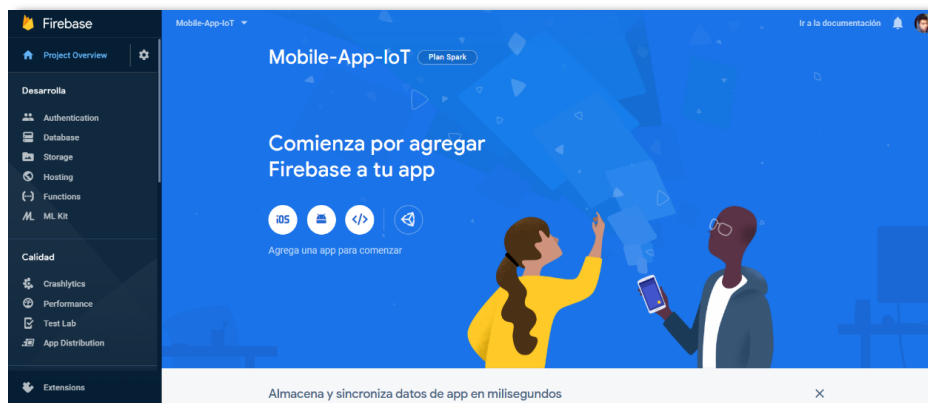 Firebase
Project Overview
Desarrolla
Authentication
Database
Storage
Hosting
Functions
ML Kit
Calidad
Crashlytics
Performance
Test Lab
App Distribution
Extensions
Mobile-App-IoT
Ir a la documentación
Mobile-App-IoT Plan Spark
Comienza por agregar
Firebase a tu app
iOS
Agrega una app para comenzar
Almacena y sincroniza datos de app en milisegundos